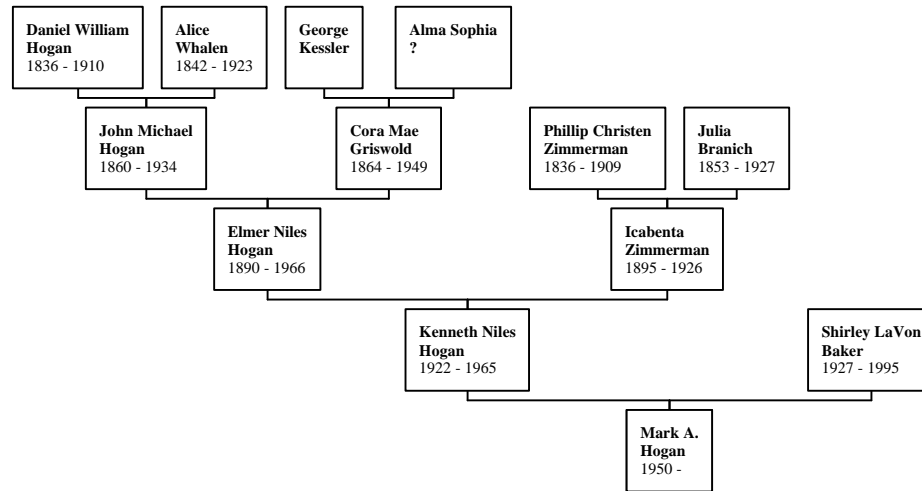 Daniel William
Hogan
1836 - 1910
Alice
Whalen
1842 - 1923
George
Kessler
Alma Sophia
?
John Michael
Hogan
1860 - 1934
Cora Mae
Griswold
1864 - 1949
Phillip Christen
Zimmerman
1836 - 1909
Julia
Branich
1853 - 1927
Elmer Niles
Hogan
1890 - 1966
Icabenta
Zimmerman
1895 - 1926
Kenneth Niles
Hogan
1922 - 1965
Shirley LaVon
Baker
1927 - 1995
Mark A.
Hogan
1950 -